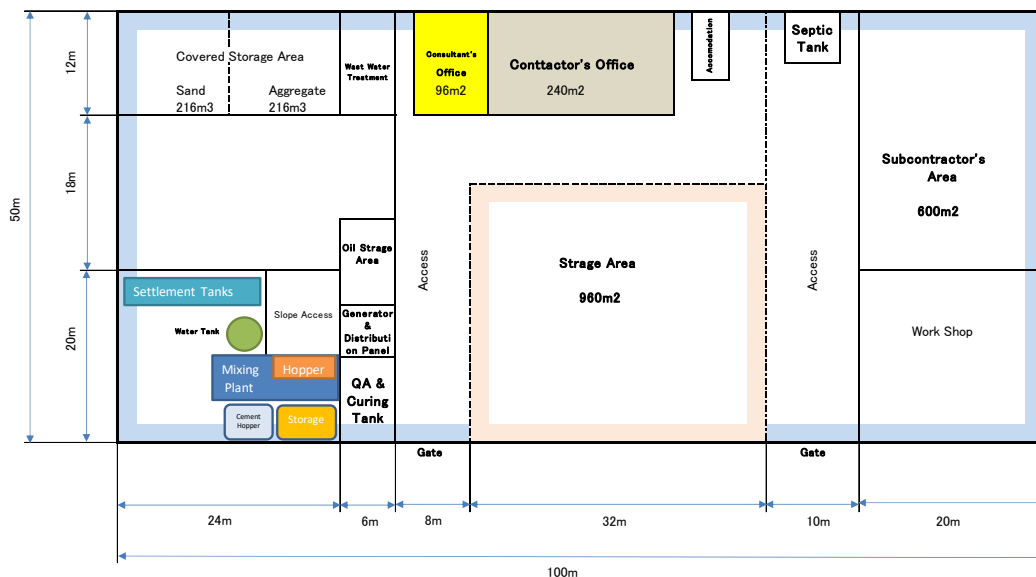 12m
18m
20m
50m
Covered Storage Area
Sand
216m3
Aggregate
216m3
Wast Water
Treatment
Consultant's
Office
96m2
Conttactor's Office
240m2
Accomodation
Septic
Tank
Subcontractor's
Area
600m2
Oil Strage
Area
Access
Strage Area
960m2
Access
Settlement Tanks
Slope Access
Water Tank
Generator
&
Distributi
on Panel
Work Shop
Mixing
Plant
Hopper
QA &
Curing
Tank
Cement
Hopper
Storage
Gate
Gate
24m
6m
8m
32m
10m
20m
100m